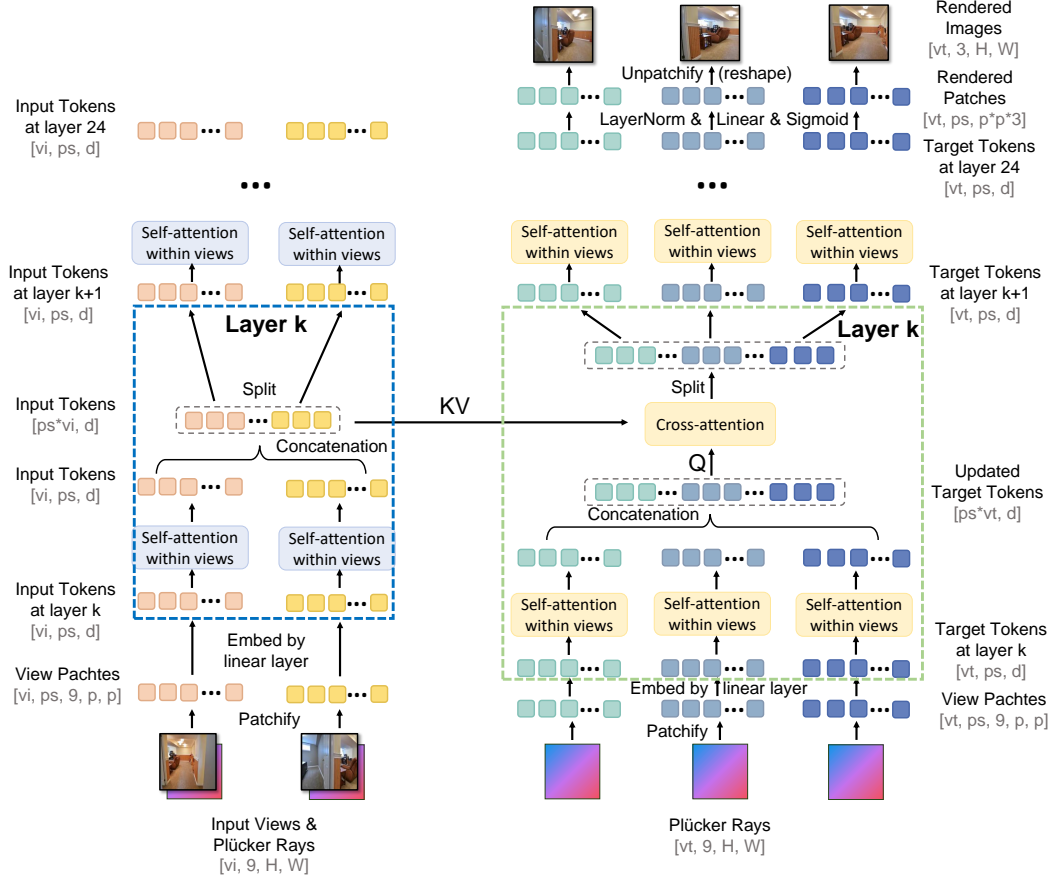 Rendered
Images
[vt, 3, H, W]
Unpatchify (reshape)
Rendered
Patches
[vt, ps, p*p*3]
Input Tokens
at layer 24
[vi, ps, d]
LayerNorm & Linear & Sigmoid
Target Tokens
at layer 24
[vt, ps, d]
Self-attention
within views
Self-attention
within views
Self-attention
within views
Self-attention
within views
Self-attention
within views
Input Tokens
at layer k+1
[vi, ps, d]
Target Tokens
at layer k+1
[vt, ps, d]
Layer k
Layer k
Split
Split
Input Tokens
[ps*vi, d]
KV
Cross-attention
Concatenation
Q
Input Tokens
[vi, ps, d]
Updated
Target Tokens
[ps*vt, d]
Concatenation
Self-attention
within views
Self-attention
within views
Input Tokens
at layer k
[vi, ps, d]
Self-attention
within views
Self-attention
within views
Self-attention
within views
Target Tokens
at layer k
[vt, ps, d]
Embed by
linear layer
Embed by linear layer
View Pachtes
[vi, ps, 9, p, p]
View Pachtes
[vt, ps, 9, p, p]
Patchify
Patchify
Input Views &
Plücker Rays
[vi, 9, H, W]
Plücker Rays
[vt, 9, H, W]